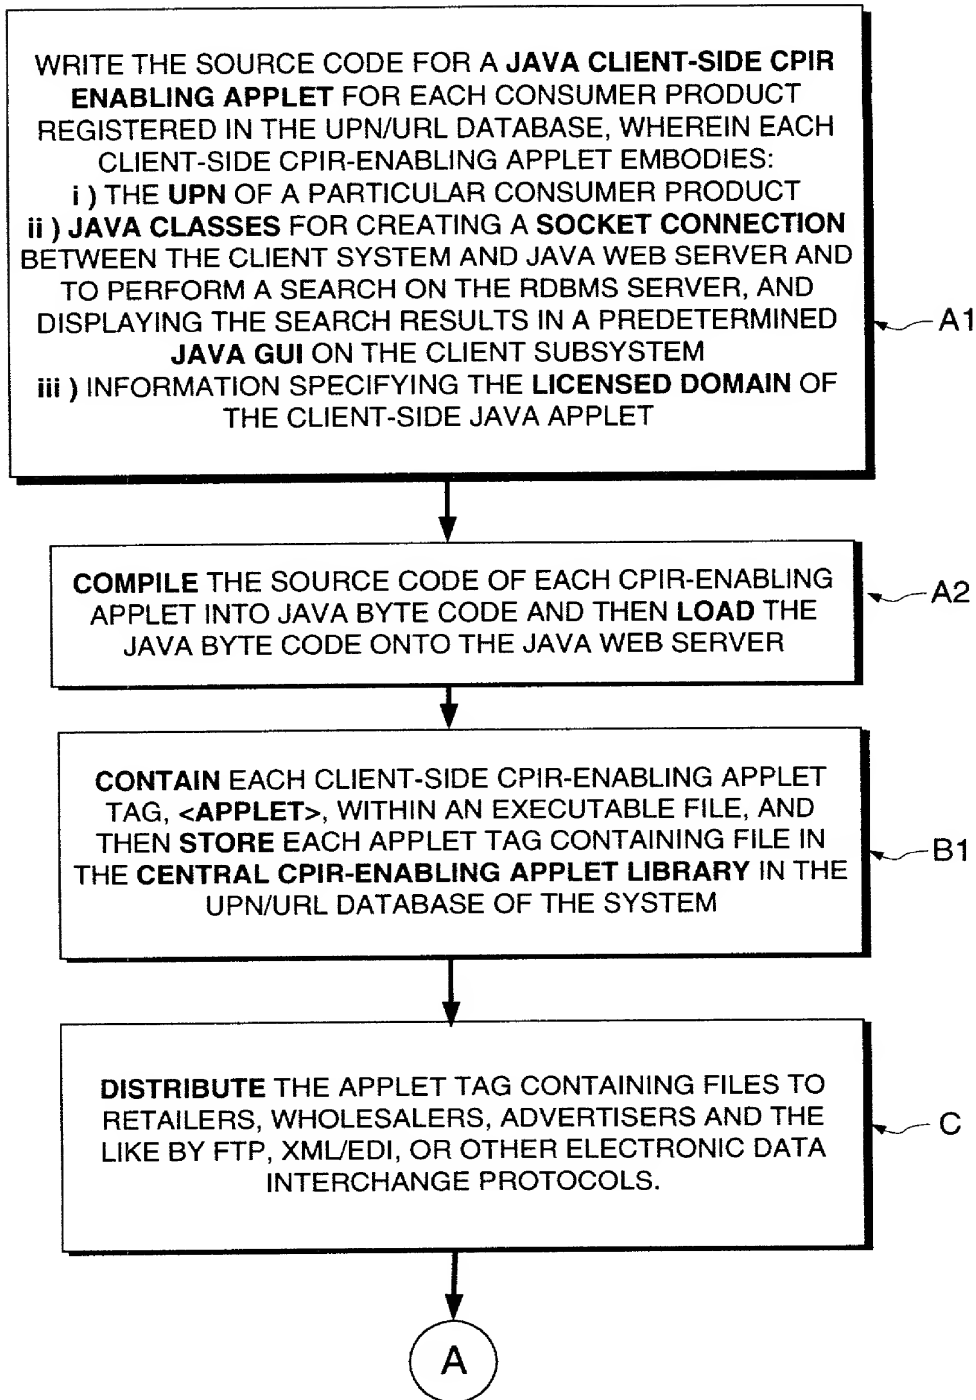 WRITE THE SOURCE CODE FOR A JAVA CLIENT-SIDE CPIR
ENABLING APPLET FOR EACH CONSUMER PRODUCT
REGISTERED IN THE UPN/URL DATABASE, WHEREIN EACH
CLIENT-SIDE CPIR-ENABLING APPLET EMBODIES:
i ) THE UPN OF A PARTICULAR CONSUMER PRODUCT
ii ) JAVA CLASSES FOR CREATING A SOCKET CONNECTION
BETWEEN THE CLIENT SYSTEM AND JAVA WEB SERVER AND
TO PERFORM A SEARCH ON THE RDBMS SERVER, AND
DISPLAYING THE SEARCH RESULTS IN A PREDETERMINED
JAVA GUI ON THE CLIENT SUBSYSTEM
iii ) INFORMATION SPECIFYING THE LICENSED DOMAIN OF
THE CLIENT-SIDE JAVA APPLET
A1
COMPILE THE SOURCE CODE OF EACH CPIR-ENABLING
APPLET INTO JAVA BYTE CODE AND THEN LOAD THE
JAVA BYTE CODE ONTO THE JAVA WEB SERVER
A2
CONTAIN EACH CLIENT-SIDE CPIR-ENABLING APPLET
TAG, <APPLET>, WITHIN AN EXECUTABLE FILE, AND
THEN STORE EACH APPLET TAG CONTAINING FILE IN
THE CENTRAL CPIR-ENABLING APPLET LIBRARY IN THE
UPN/URL DATABASE OF THE SYSTEM
B1
DISTRIBUTE THE APPLET TAG CONTAINING FILES TO
RETAILERS, WHOLESALERS, ADVERTISERS AND THE
LIKE BY FTP, XML/EDI, OR OTHER ELECTRONIC DATA
INTERCHANGE PROTOCOLS.
C
A